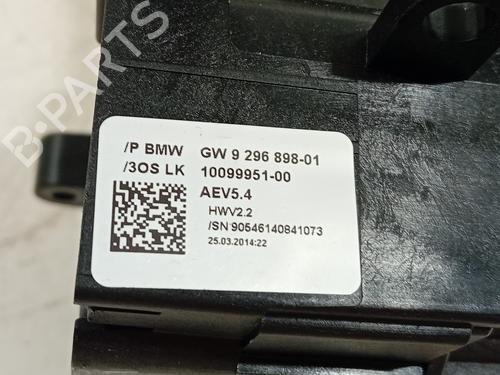 B-PARTS
/P BMW GW 9 296 898-01
/3OS LK 10099951-00
AEV5.4
HWV2.2
/SN 90546140841073
25.03.2014:22